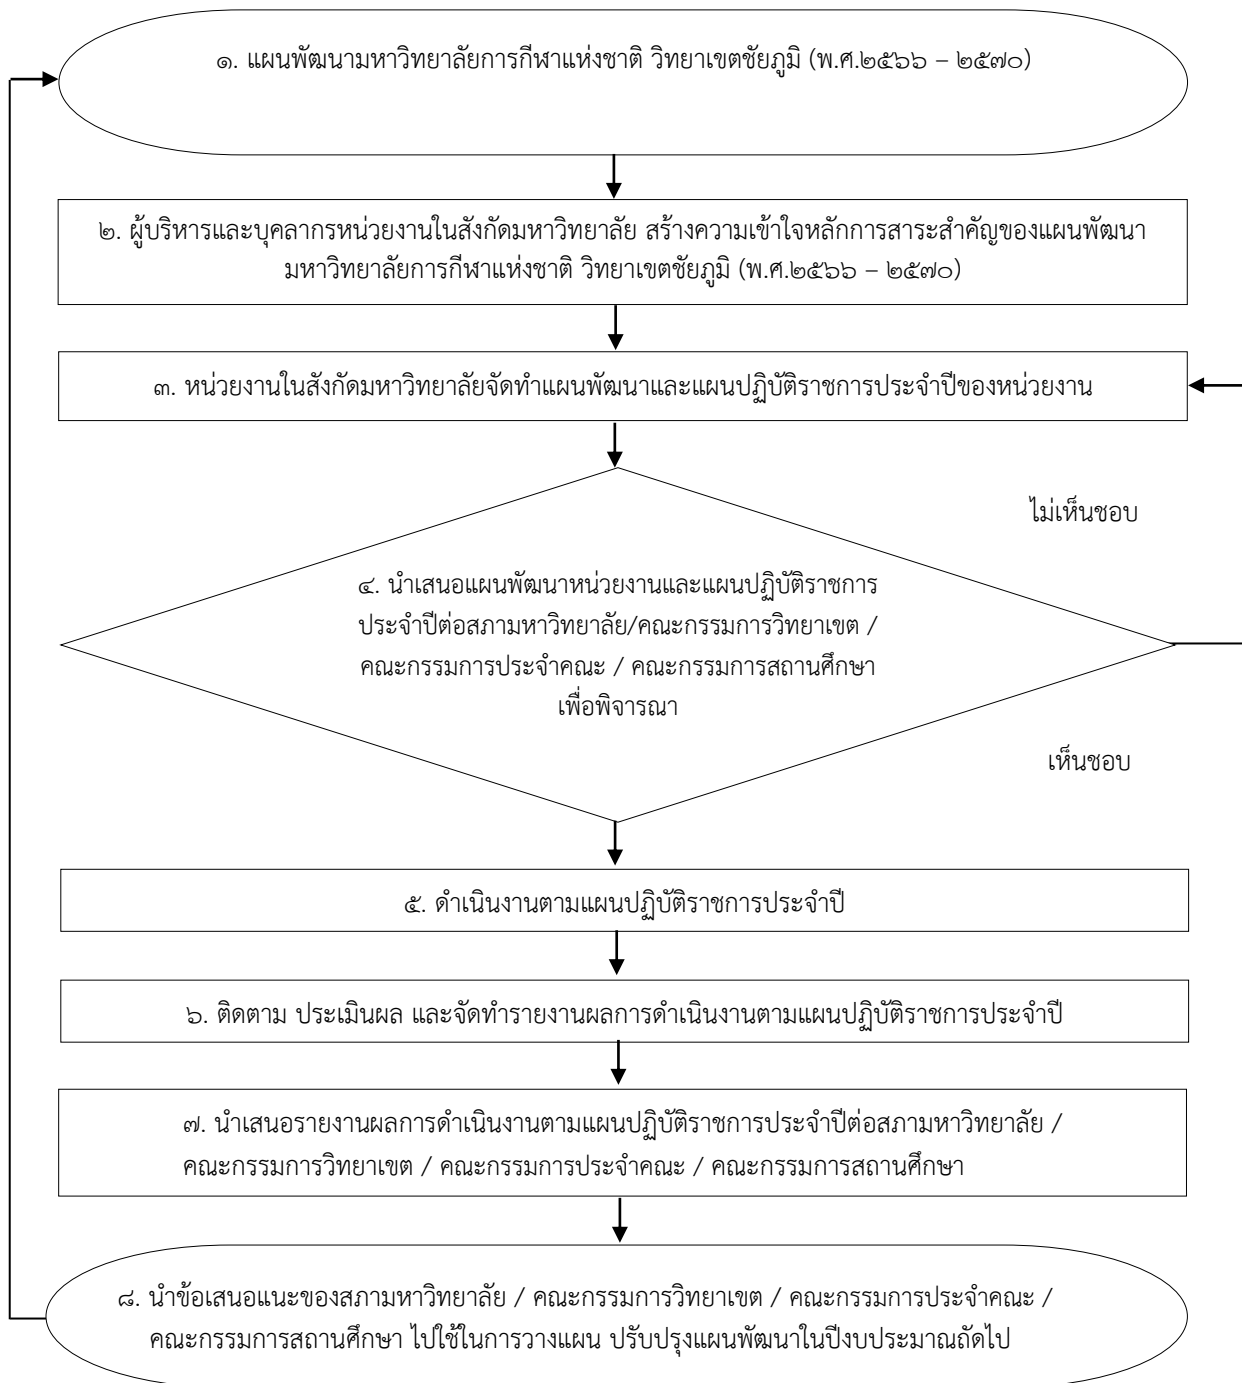 ๑. แผนพัฒนามหาวิทยาลัยการกีฬาแห่งชาติ วิทยาเขตชัยภูมิ (พ.ศ.๒๕๖๖ – ๒๕๗๐)
๒. ผู้บริหารและบุคลากรหน่วยงานในสังกัดมหาวิทยาลัย สร้างความเข้าใจหลักการสาระสำคัญของแผนพัฒนา
มหาวิทยาลัยการกีฬาแห่งชาติ วิทยาเขตชัยภูมิ (พ.ศ.๒๕๖๖ – ๒๕๗๐)
๓. หน่วยงานในสังกัดมหาวิทยาลัยจัดทำแผนพัฒนาและแผนปฏิบัติราชการประจำปีของหน่วยงาน
ไม่เห็นชอบ
๔. นำเสนอแผนพัฒนาหน่วยงานและแผนปฏิบัติราชการ
ประจำปีต่อสภามหาวิทยาลัย/คณะกรรมการวิทยาเขต /
คณะกรรมการประจำคณะ / คณะกรรมการสถานศึกษา
เพื่อพิจารณา
เห็นชอบ
๕. ดำเนินงานตามแผนปฏิบัติราชการประจำปี
๖. ติดตาม ประเมินผล และจัดทำรายงานผลการดำเนินงานตามแผนปฏิบัติราชการประจำปี
๗. นำเสนอรายงานผลการดำเนินงานตามแผนปฏิบัติราชการประจำปีต่อสภามหาวิทยาลัย /
คณะกรรมการวิทยาเขต / คณะกรรมการประจำคณะ / คณะกรรมการสถานศึกษา
๘. นำข้อเสนอแนะของสภามหาวิทยาลัย / คณะกรรมการวิทยาเขต / คณะกรรมการประจำคณะ /
คณะกรรมการสถานศึกษา ไปใช้ในการวางแผน ปรับปรุงแผนพัฒนาในปีงบประมาณถัดไป